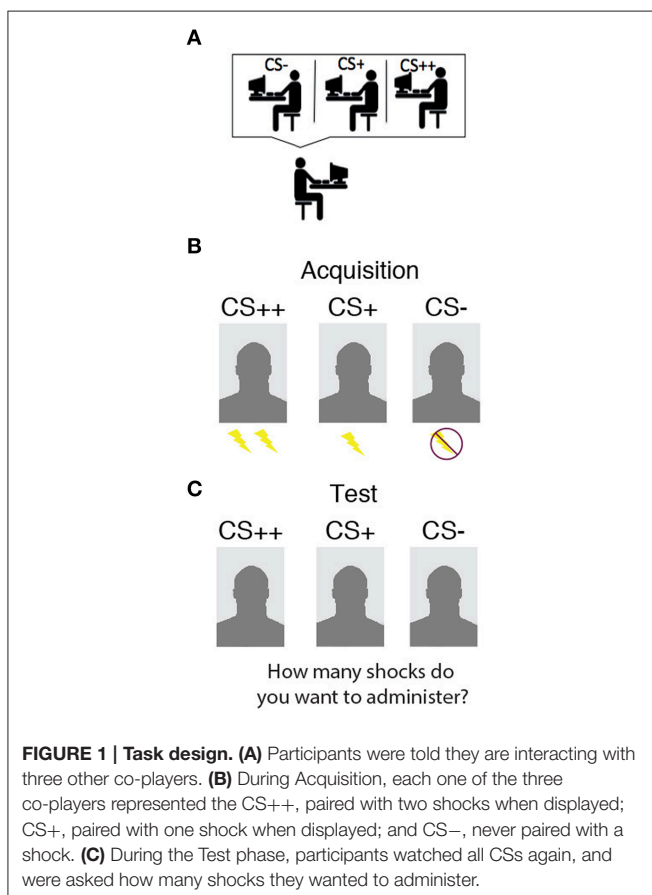 A
CS- CS+ CS++
B
Acquisition
CS++ CS+ CS-
C
Test
CS++ CS+ CS-
How many shocks do
you want to administer?
FIGURE 1 | Task design. (A) Participants were told they are interacting with
three other co-players. (B) During Acquisition, each one of the three
co-players represented the CS++, paired with two shocks when displayed;
CS+, paired with one shock when displayed; and CS−, never paired with a
shock. (C) During the Test phase, participants watched all CSs again, and
were asked how many shocks they wanted to administer.